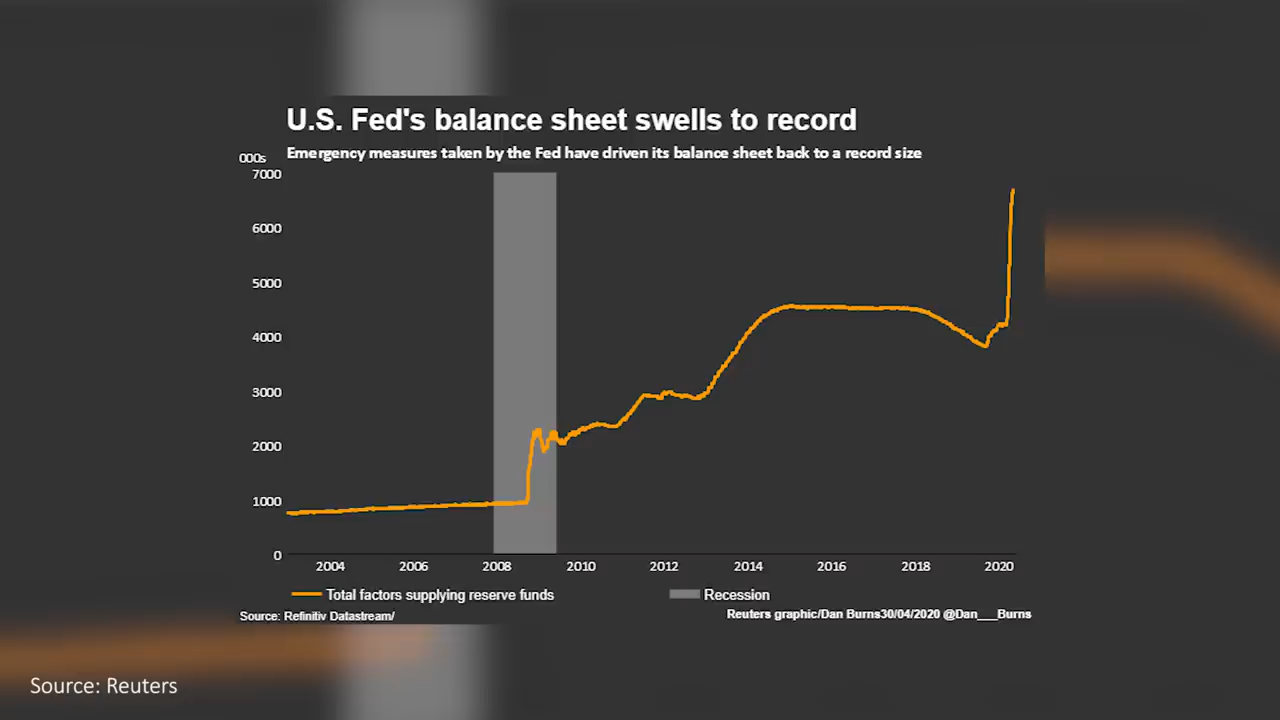 U.S. Fed's balance sheet swells to record
000s
Emergency measures taken by the Fed have driven its balance sheet back to a record size
7000
6000
5000
4000
3000
2000
1000
0
2004 2006 2008 2010 2012 2014 2016 2018 2020
Total factors supplying reserve funds
Recession
Source: Refinitiv Datastream/
Reuters graphic/Dan Burns30/04/2020 @Dan___Burns
Source: Reuters